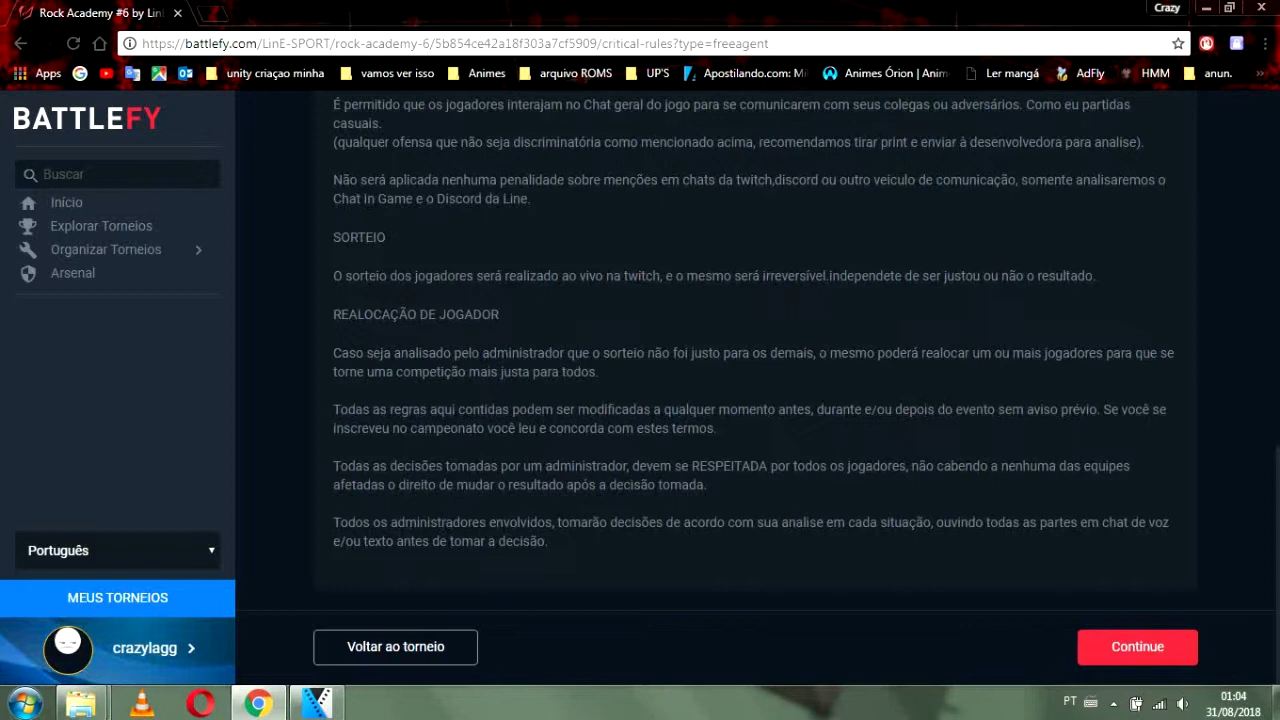 Rock Academy #6 by Lin
Crazy
https://battlefy.com/LinE-SPORT/rock-academy-6/5b854ce42a18f303a7cf5909/critical-rules?type=freeagent
Apps
unity criaçao minha
vamos ver isso
Animes
arquivo ROMS
UP'S
Apostilando.com: Mi
Animes Órion | Anim
Ler mangá
AdFly
HMM
anun.
»
BATTLEFY
Buscar
Início
Explorar Torneios
Organizar Torneios
Arsenal
Português
MEUS TORNEIOS
crazylagg
É permitido que os jogadores interajam no Chat geral do jogo para se comunicarem com seus colegas ou adversários. Como eu partidas
casuais.
(qualquer ofensa que não seja discriminatória como mencionado acima, recomendamos tirar print e enviar à desenvolvedora para analise).
Não será aplicada nenhuma penalidade sobre menções em chats da twitch,discord ou outro veiculo de comunicação, somente analisaremos o
Chat In Game e o Discord da Line.
SORTEIO
O sorteio dos jogadores será realizado ao vivo na twitch, e o mesmo será irreversível.independete de ser justou ou não o resultado.
REALOCAÇÃO DE JOGADOR
Caso seja analisado pelo administrador que o sorteio não foi justo para os demais, o mesmo poderá realocar um ou mais jogadores para que se
torne uma competição mais justa para todos.
Todas as regras aqui contidas podem ser modificadas a qualquer momento antes, durante e/ou depois do evento sem aviso prévio. Se você se
inscreveu no campeonato você leu e concorda com estes termos.
Todas as decisões tomadas por um administrador, devem se RESPEITADA por todos os jogadores, não cabendo a nenhuma das equipes
afetadas o direito de mudar o resultado após a decisão tomada.
Todos os administradores envolvidos, tomarão decisões de acordo com sua analise em cada situação, ouvindo todas as partes em chat de voz
e/ou texto antes de tomar a decisão.
Voltar ao torneio
Continue
PT
01:04
31/08/2018